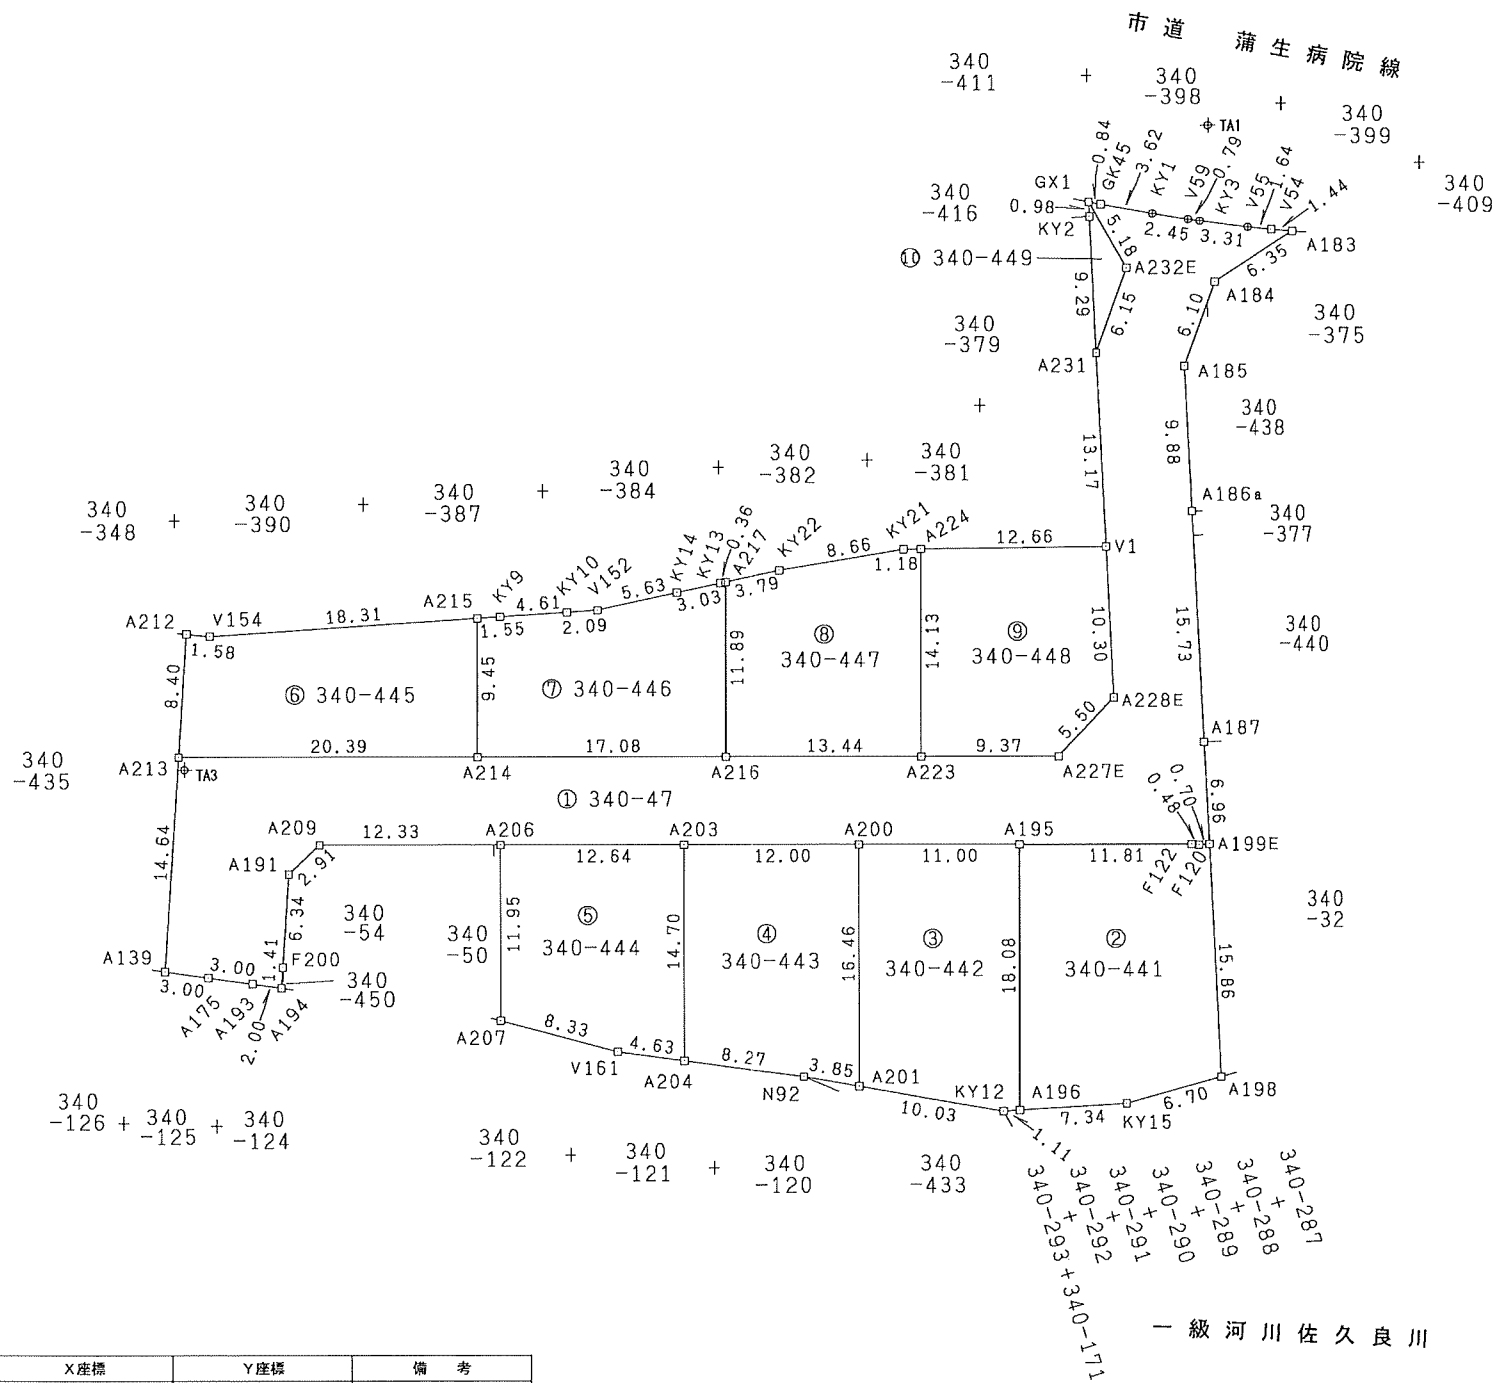 市道 蒲生病院線
340
-411
340
-398
340
-399
340
-409
340
-416
TA1
GX1
0.84
GK45
3.62
KY1
V59
0.79
KY3
V55
1.64
V54
1.44
A183
0.98
KY2
5.18
2.45
3.31
6.35
⑩ 340-449
A232E
A184
9.29
6.15
6.10
340
-379
340
-375
A231
A185
340
-438
9.88
13.17
A186a
340
-377
340
-348
340
-390
340
-387
340
-384
340
-382
340
-381
KY9
KY10
V152
KY14
KY13
0.36
A217
KY22
KY21
A224
A212
V154
18.31
A215
4.61
5.63
8.66
12.66
V1
1.58
1.55
2.09
3.03
3.79
1.18
8.40
9.45
11.89
14.13
10.30
15.73
340
-440
⑥ 340-445
⑦ 340-446
⑧
340-447
⑨
340-448
A228E
5.50
A187
20.39
17.08
13.44
9.37
340
-435
A213
TA3
A214
A216
A223
A227E
① 340-47
0.70
0.48
6.96
A209
12.33
A206
A203
A200
A195
A199E
12.64
12.00
11.00
11.81
F122
F120
14.64
A191
2.91
6.34
340
-54
340
-50
11.95
⑤
340-444
14.70
④
340-443
16.46
③
340-442
18.08
②
340-441
15.86
340
-32
A139
3.00
3.00
1.41
F200
340
-450
A175
A193
2.00
A194
A207
8.33
V161
4.63
A204
8.27
N92
3.85
A201
10.03
KY12
A196
7.34
KY15
6.70
A198
1.11
340
-126
340
-125
340
-124
340
-122
340
-121
340
-120
340
-433
340-293+340-171
340-292
340-291
340-290
340-289
340-288
340-287
一級河川佐久良川
X座標 Y座標 備考